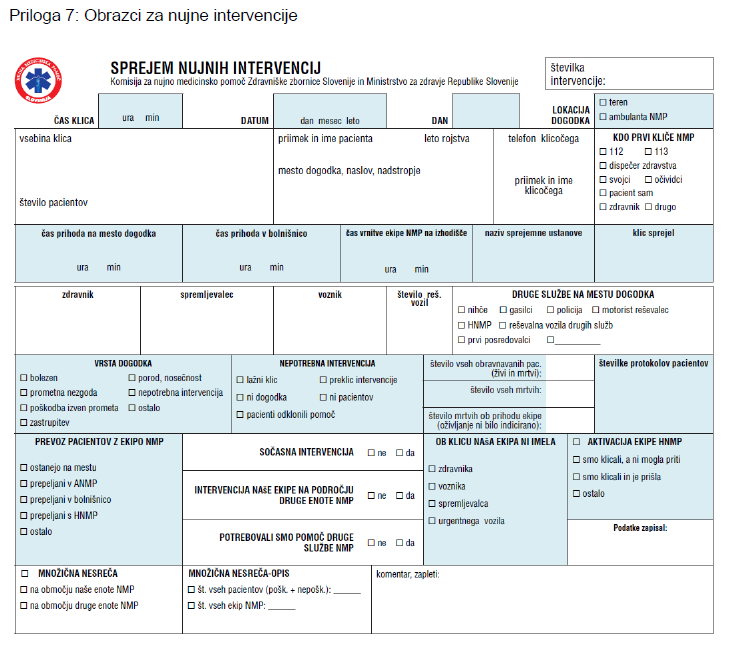 Priloga 7: Obrazci za nujne intervencije
SPREJEM NUJNIH INTERVENCIJ
Komisija za nujno medicinsko pomoč Zdravniške zbornice Slovenije in Ministrstvo za zdravje Republike Slovenije
številka
intervencije:
SLOVENIJA
ČAS KLICA
ura min
DATUM
dan mesec leto
DAN
LOKACIJA
DOGODKA
☐ teren
☐ ambulanta NMP
vsebina klica
število pacientov
priimek in ime pacienta leto rojstva
mesto dogodka, naslov, nadstropje
telefon kličočega
priimek in ime
kličočega
KDO PRVI KLIČE NMP
☐ 112 ☐ 113
☐ dispečer zdravstva
☐ svojci ☐ očividci
☐ pacient sam
☐ zdravnik ☐ drugo
čas prihoda na mesto dogodka
ura min
čas prihoda v bolnišnico
ura min
čas vrnitve ekipe NMP na izhodišče
ura min
naziv sprejemne ustanove
klic sprejel
zdravnik
spremljevalec
voznik
število reš.
vozil
DRUGE SLUŽBE NA MESTU DOGODKA
☐ nihče ☐ gasilci ☐ policija ☐ motorist reševalec
☐ HNMP ☐ reševalna vozila drugih služb
☐ prvi posredovalci ☐ __________
VRSTA DOGODKA
☐ bolezen ☐ porod, nosečnost
☐ prometna nezgoda ☐ nepotrebna intervencija
☐ poškodba izven prometa ☐ ostalo
☐ zastrupitev
NEPOTREBNA INTERVENCIJA
☐ lažni klic ☐ preklic intervencije
☐ ni dogodka ☐ ni pacientov
☐ pacienti odklonili pomoč
število vseh obravnavanih pac.
(živi in mrtvi):
število vseh mrtvih:
število mrtvih ob prihodu ekipe
(oživljanje ni bilo indicirano):
številke protokolov pacientov
PREVOZ PACIENTOV Z EKIPO NMP
☐ ostanejo na mestu
☐ prepeljani v ANMP
☐ prepeljani v bolnišnico
☐ prepeljani s HNMP
☐ ostalo
SOČASNA INTERVENCIJA ☐ ne ☐ da
INTERVENCIJA NAšE EKIPE NA PODROČJU
DRUGE ENOTE NMP ☐ ne ☐ da
POTREBOVALI SMO POMOČ DRUGE
SLUŽBE NMP ☐ ne ☐ da
OB KLICU NAšA EKIPA NI IMELA
☐ zdravnika
☐ voznika
☐ spremljevalca
☐ urgentnega vozila
☐ AKTIVACIJA EKIPE HNMP
☐ smo klicali, a ni mogla priti
☐ smo klicali in je prišla
☐ ostalo
Podatke zapisal:
☐ MNOŽIČNA NESREČA
☐ na območju naše enote NMP
☐ na območju druge enote NMP
MNOŽIČNA NESREČA-OPIS
☐ št. vseh pacientov (pošk. + nepošk.): ______
☐ št. vseh ekip NMP: ______
komentar, zapleti: